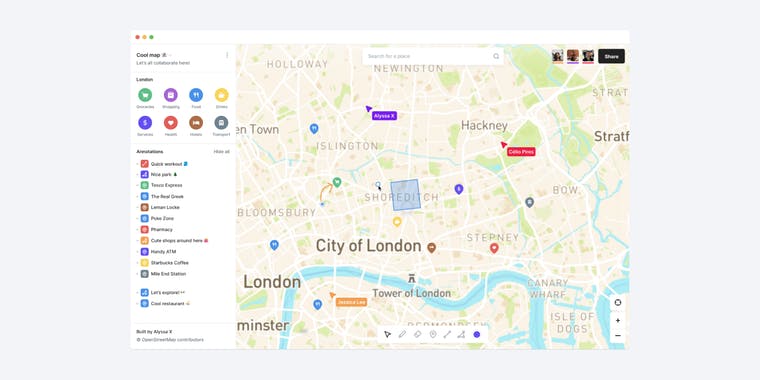 Cool map
Let's all collaborate here!
London
Groceries
Shopping
Food
Drinks
Services
Health
Hotels
Transport
Annotations
Hide all
Quick workout
Nice park
Tesco Express
The Real Greek
Leman Locke
Poke Zone
Pharmacy
Cute shops around here
Handy ATM
Starbucks Coffee
Mile End Station
Let's explore!
Cool restaurant
Built by Alyssa X
© OpenStreetMap contributors
Search for a place
Share
HOLLOWAY
NEWINGTON
STRAT
Alyssa X
Hackney
en Town
Stratf
ISLINGTON
Célio Pires
BOW
SHOREDITCH
BLOOMSBURY
STEPNEY
City of London
London
CANARY
WHARF
Tower of London
Jessica Lee
ISLE OF
DOGS
minster
BERMONDSEY